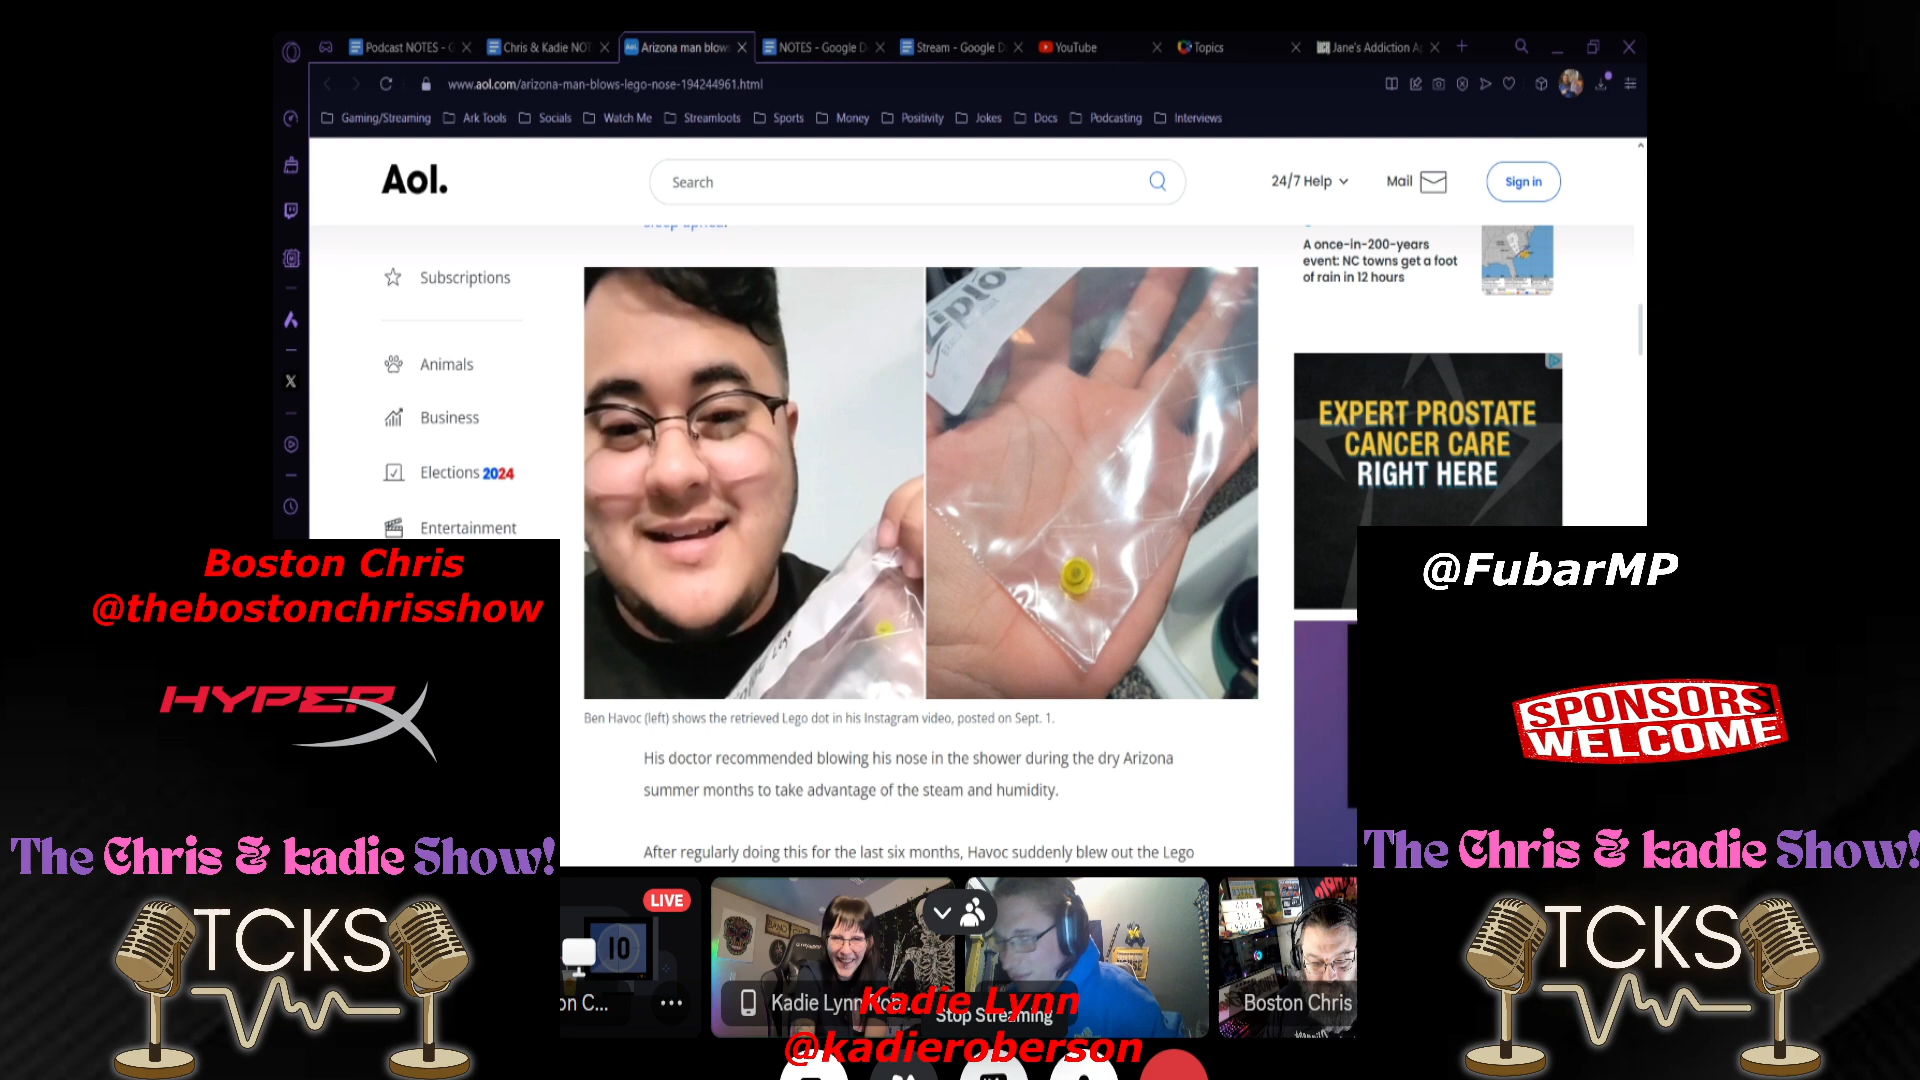 Podcast NOTES - G
Chris & Kadie NOT
Arizona man blow
NOTES - Google D
Stream - Google D
YouTube
Topics
Jane's Addiction A
www.aol.com/arizona-man-blows-lego-nose-194244961.html
Gaming/Streaming
Ark Tools
Socials
Watch Me
Streamloots
Sports
Money
Positivity
Jokes
Docs
Podcasting
Interviews
Aol.
Search
24/7 Help
Mail
Sign in
Subscriptions
Animals
Business
Elections 2024
Entertainment
A once-in-200-years
event: NC towns get a foot
of rain in 12 hours
Ziploc
EXPERT PROSTATE
CANCER CARE
RIGHT HERE
Ben Havoc (left) shows the retrieved Lego dot in his Instagram video, posted on Sept. 1.
His doctor recommended blowing his nose in the shower during the dry Arizona
summer months to take advantage of the steam and humidity.
After regularly doing this for the last six months, Havoc suddenly blew out the Lego
Boston Chris
@thebostonchrisshow
HYPERX
The Chris & kadie Show!
TCKS
@FubarMP
SPONSORS
WELCOME
The Chris & kadie Show!
TCKS
LIVE
10
on C...
Kadie Lynn Rob...
Stop Streaming
Boston Chris
Kadie Lynn
@kadieroberson